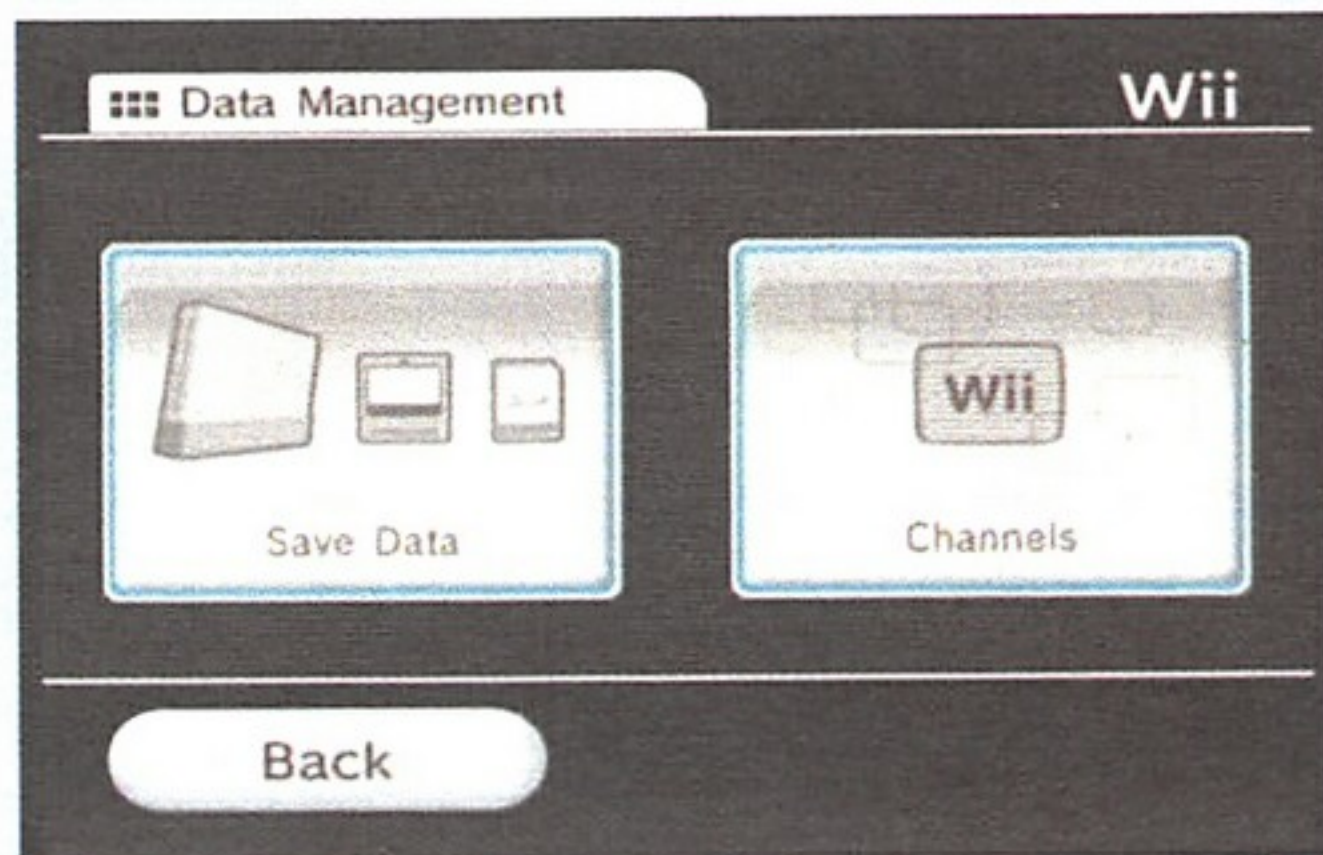 Data Management
Wii
Wii
Save Data
Channels
Back